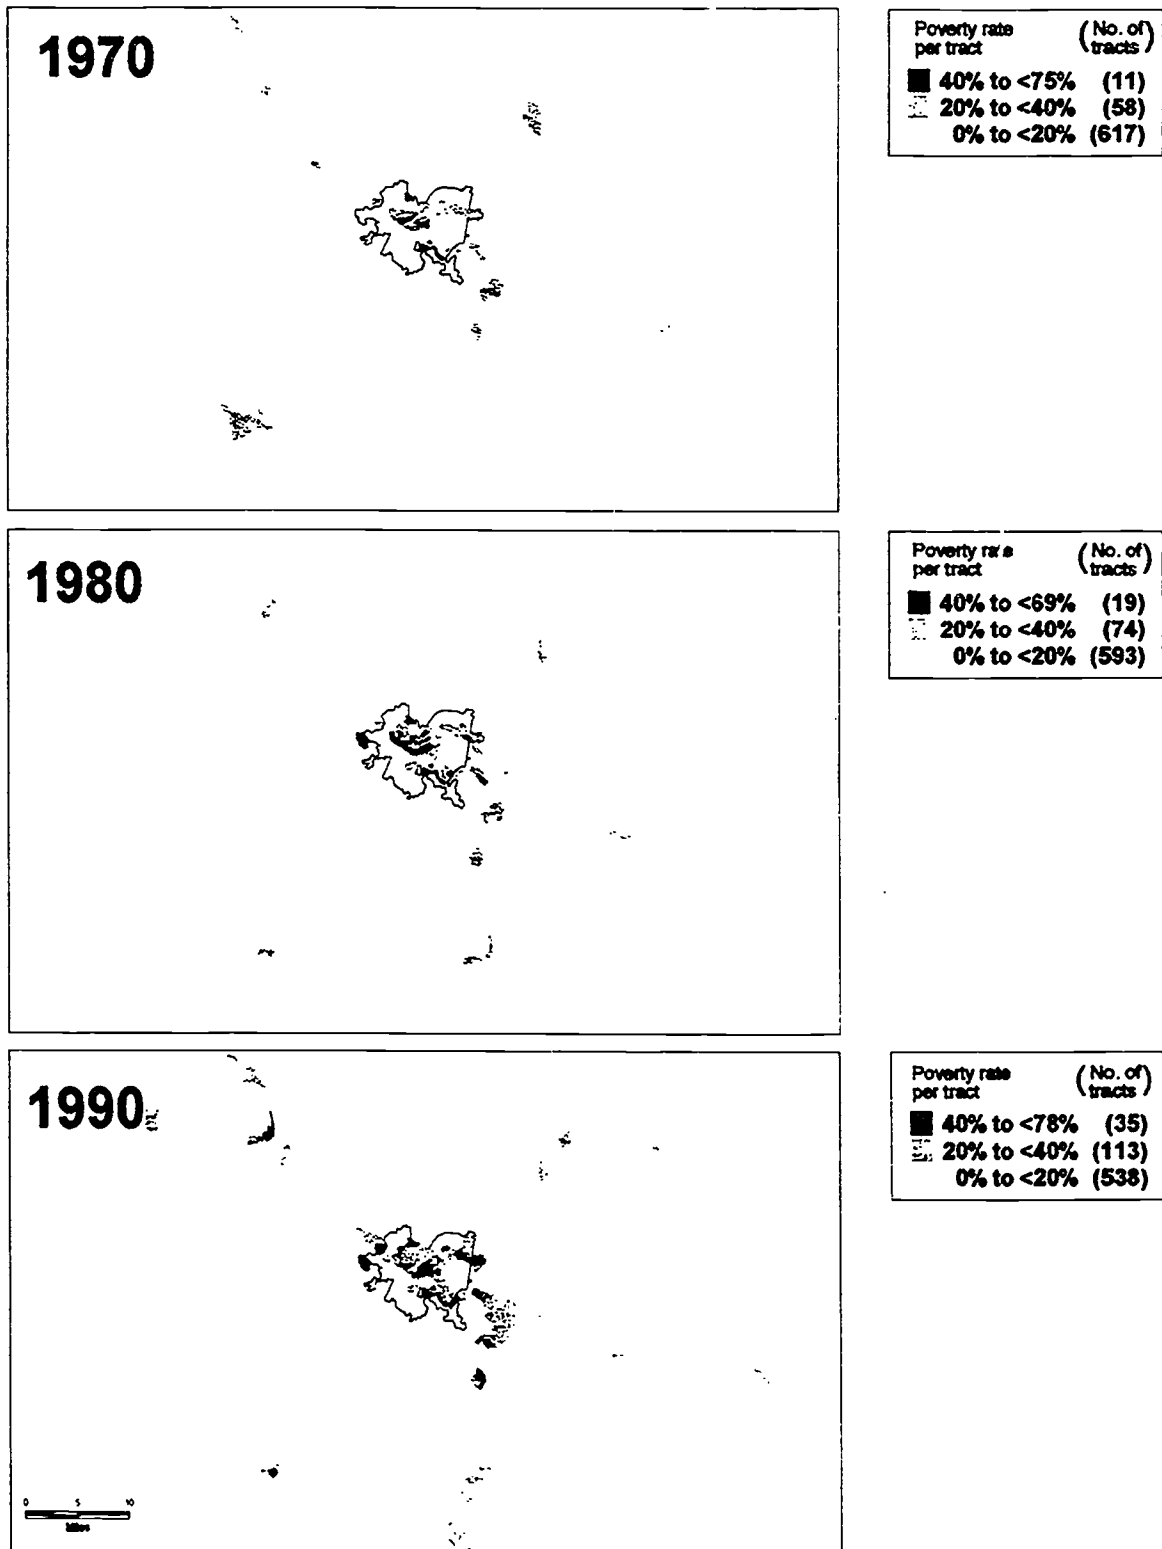 1970
Poverty rate per tract (No. of tracts)
40% to <75% (11)
20% to <40% (58)
0% to <20% (617)
1980
Poverty rate per tract (No. of tracts)
40% to <69% (19)
20% to <40% (74)
0% to <20% (593)
1990
Poverty rate per tract (No. of tracts)
40% to <78% (35)
20% to <40% (113)
0% to <20% (538)
0 5 10
Miles